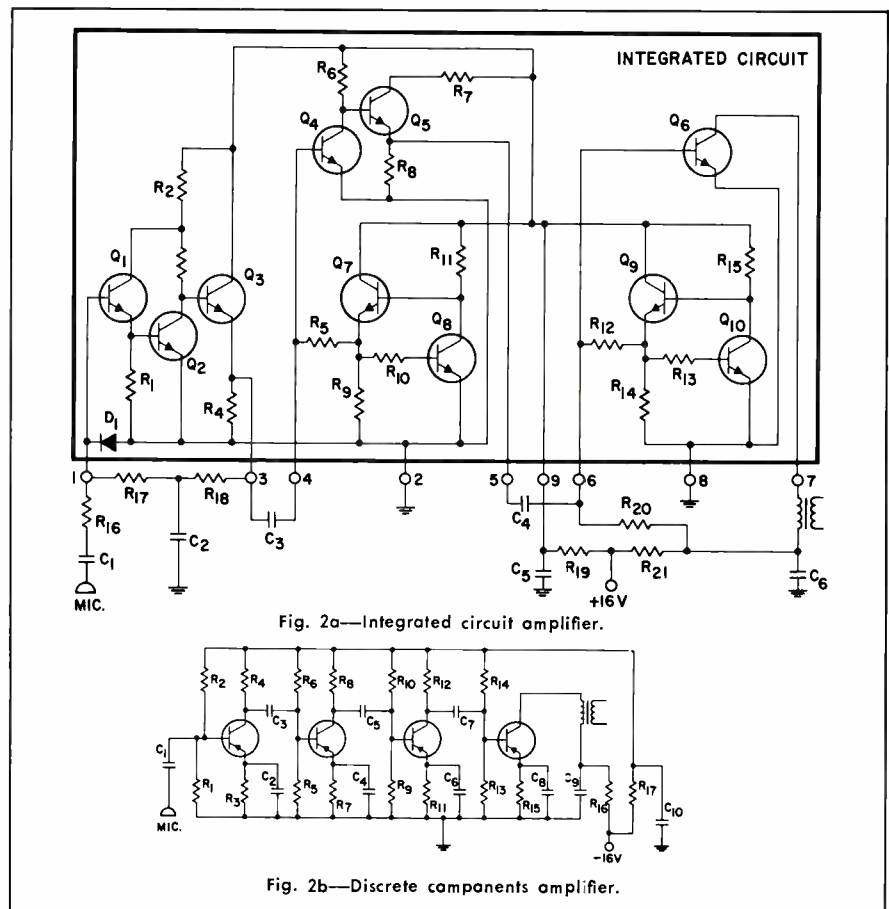 INTEGRATED CIRCUIT
R6
R7
Q4
Q5
Q6
R8
R2
Q1
Q3
Q7
R11
Q9
R15
Q2
R5
Q8
R12
Q10
R1
R4
R10
R13
R9
R14
D1
1
3
4
2
5
9
6
8
7
R17
R18
R16
C1
C2
C3
C4
R20
C5
R19
R21
C6
MIC.
+16V
Fig. 2a—Integrated circuit amplifier.
R2
R4
R6
R8
R10
R12
R14
C3
C5
C7
C1
R1
R3
C2
R5
R7
C4
R9
R11
C6
R13
R15
C8
C9
R16
R17
C10
MIC.
-16V
Fig. 2b—Discrete campanents amplifier.